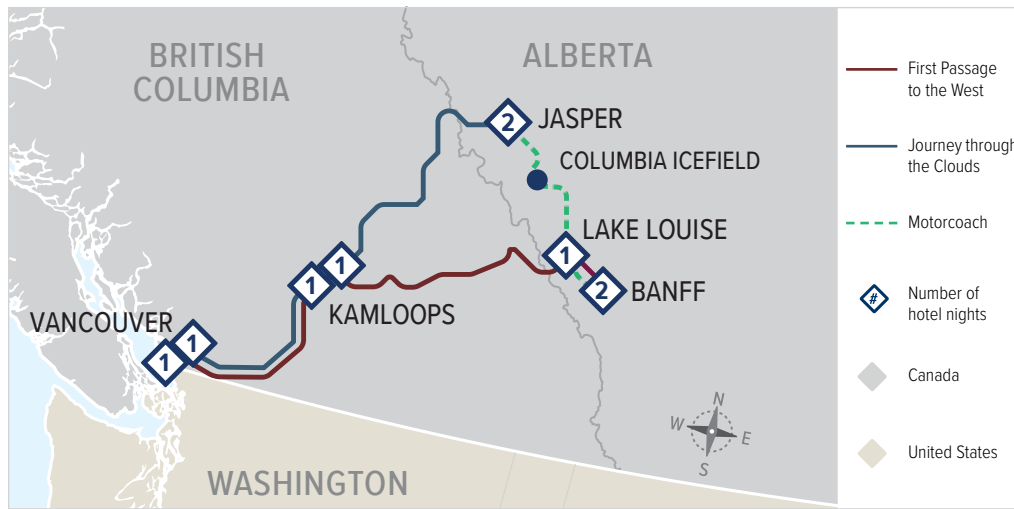 BRITISH
COLUMBIA
ALBERTA
2
JASPER
COLUMBIA ICEFIELD
LAKE LOUISE
1
2
BANFF
1
1
KAMLOOPS
VANCOUVER
1
1
WASHINGTON
N
W
E
S
First Passage
to the West
Journey through
the Clouds
Motorcoach
#
Number of
hotel nights
Canada
United States